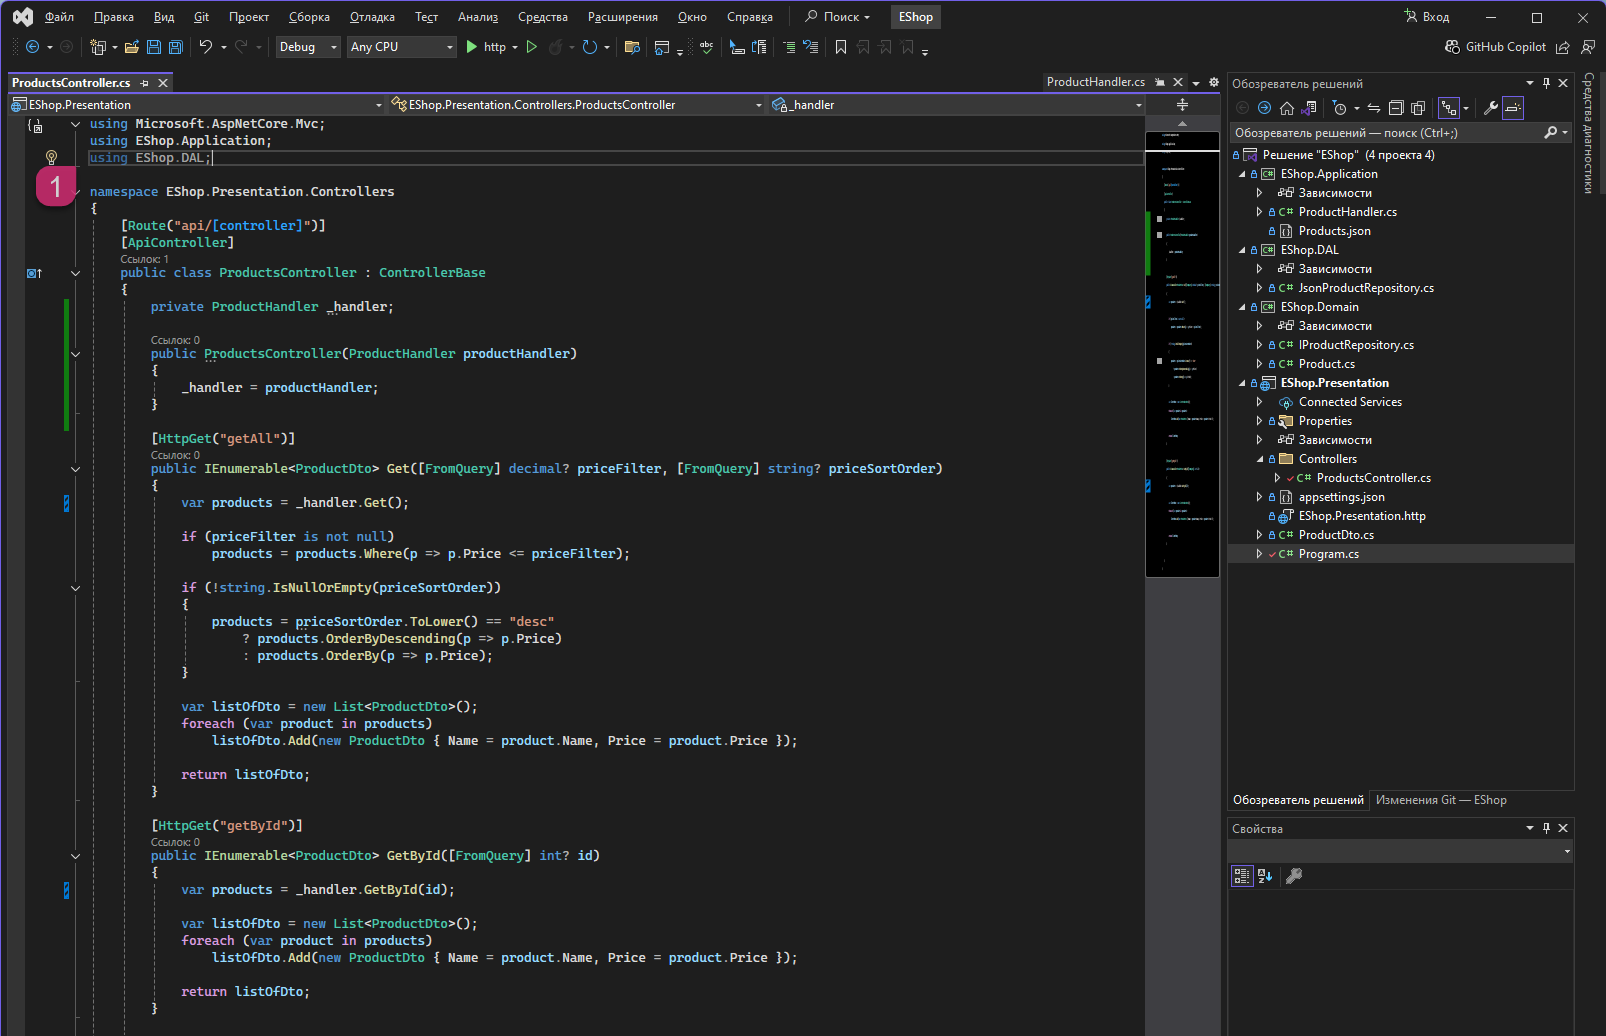 Файл Правка Вид Git Проект Сборка Отладка Тест Анализ Средства Расширения Окно Справка Поиск EShop Вход
Debug Any CPU http abc GitHub Copilot
ProductsController.cs ProductHandler.cs
EShop.Presentation EShop.Presentation.Controllers.ProductsController _handler
using Microsoft.AspNetCore.Mvc;
using EShop.Application;
using EShop.DAL;
1
namespace EShop.Presentation.Controllers
{
[Route("api/[controller]")]
[ApiController]
Ссылок: 1
public class ProductsController : ControllerBase
{
private ProductHandler _handler;
Ссылок: 0
public ProductsController(ProductHandler productHandler)
{
_handler = productHandler;
}
[HttpGet("getAll")]
Ссылок: 0
public IEnumerable<ProductDto> Get([FromQuery] decimal? priceFilter, [FromQuery] string? priceSortOrder)
{
var products = _handler.Get();
if (priceFilter is not null)
products = products.Where(p => p.Price <= priceFilter);
if (!string.IsNullOrEmpty(priceSortOrder))
{
products = priceSortOrder.ToLower() == "desc"
? products.OrderByDescending(p => p.Price)
: products.OrderBy(p => p.Price);
}
var listOfDto = new List<ProductDto>();
foreach (var product in products)
listOfDto.Add(new ProductDto { Name = product.Name, Price = product.Price });
return listOfDto;
}
[HttpGet("getById")]
Ссылок: 0
public IEnumerable<ProductDto> GetById([FromQuery] int? id)
{
var products = _handler.GetById(id);
var listOfDto = new List<ProductDto>();
foreach (var product in products)
listOfDto.Add(new ProductDto { Name = product.Name, Price = product.Price });
return listOfDto;
}
Обозреватель решений
Обозреватель решений — поиск (Ctrl+;)
Решение "EShop" (4 проекта 4)
EShop.Application
Зависимости
C# ProductHandler.cs
Products.json
EShop.DAL
Зависимости
C# JsonProductRepository.cs
EShop.Domain
Зависимости
C# IProductRepository.cs
C# Product.cs
EShop.Presentation
Connected Services
Properties
Зависимости
Controllers
C# ProductsController.cs
appsettings.json
EShop.Presentation.http
C# ProductDto.cs
C# Program.cs
Обозреватель решений Изменения Git — EShop
Свойства
Средства диагностики